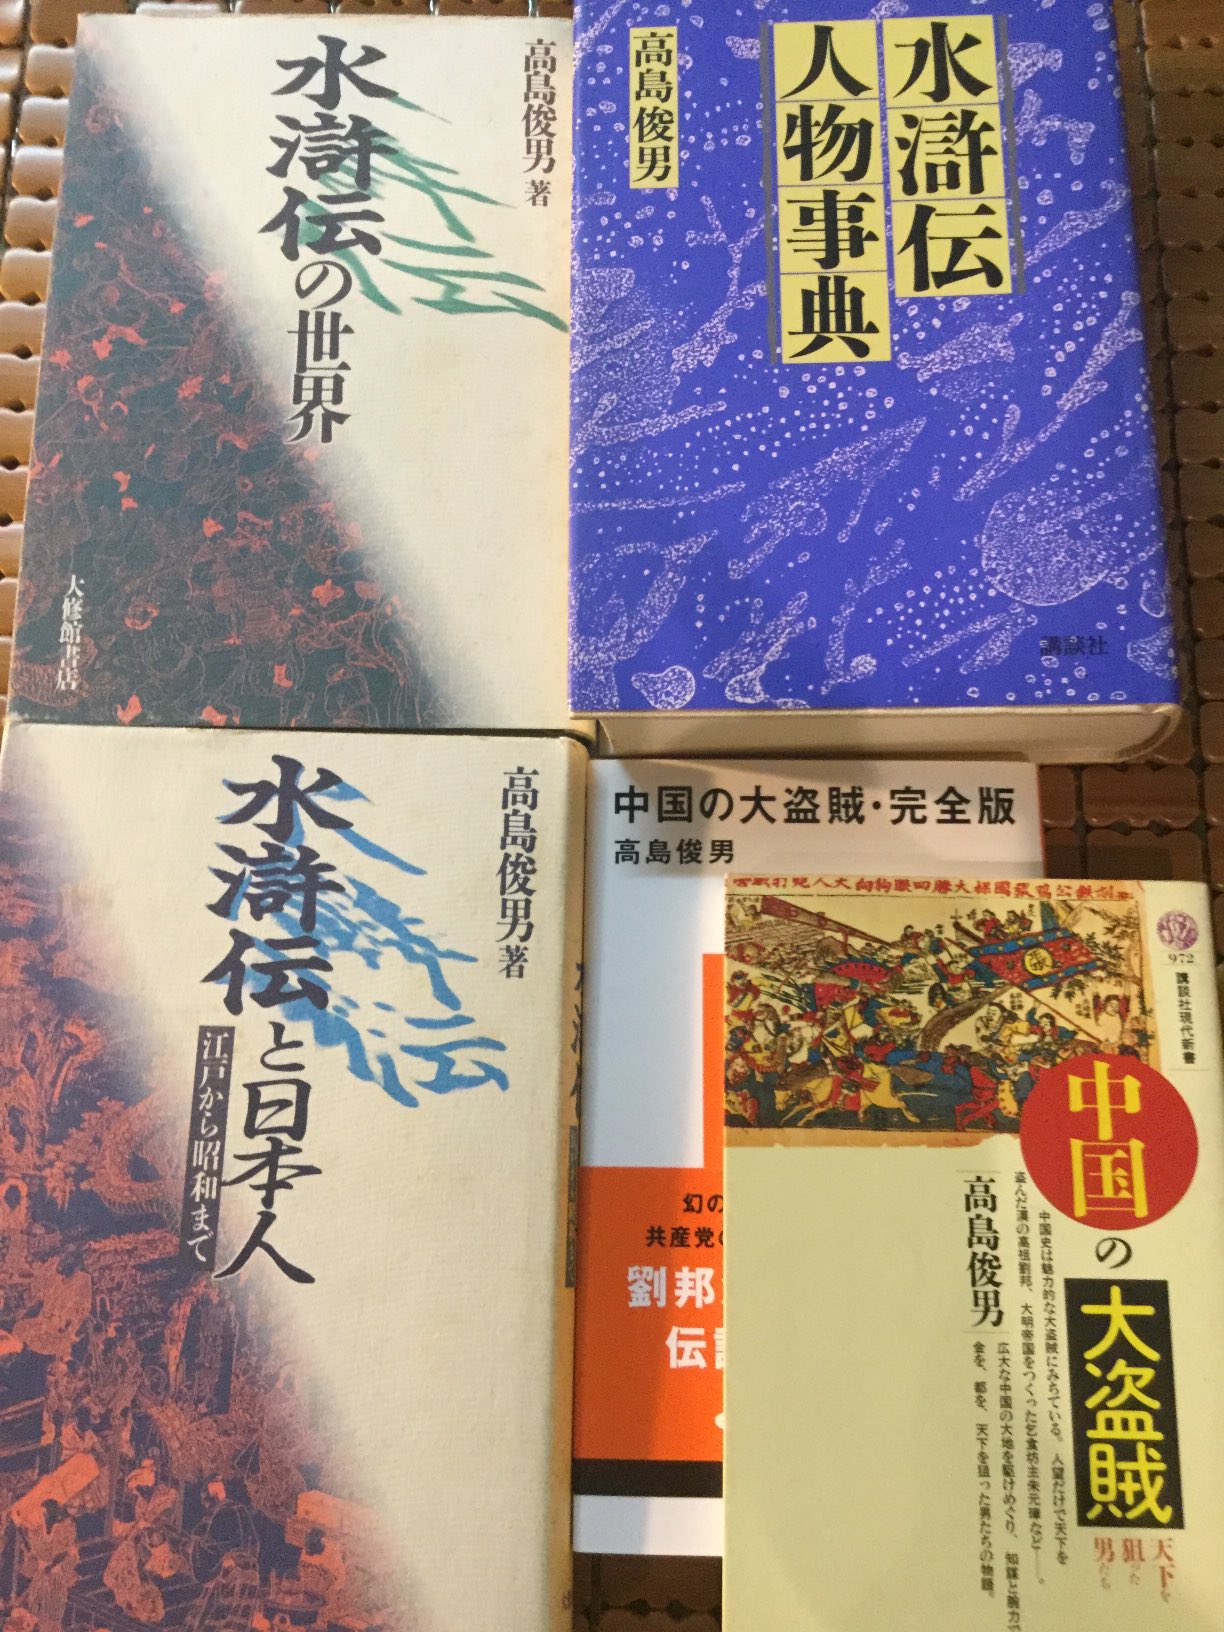 高島俊男 著
水滸伝の世界
大修館書店
水滸伝
人物事典
高島俊男
講談社
高島俊男 著
水滸伝と日本人
江戸から昭和まで
中国の大盗賊・完全版
高島俊男
幻の
共産党の
劉邦
伝
972
講談社現代新書
中国の大盗賊
天下を
狙った
男たち
高島俊男
中国史は魅力的な大盗賊にみちている。人望だけで天下を
盗んだ漢の高祖劉邦、大明帝国をつくった乞食坊主朱元璋など――。
広大な中国の大地を駆けめぐり、知謀と腕力で
金を、都を、天下を狙った男たちの物語。